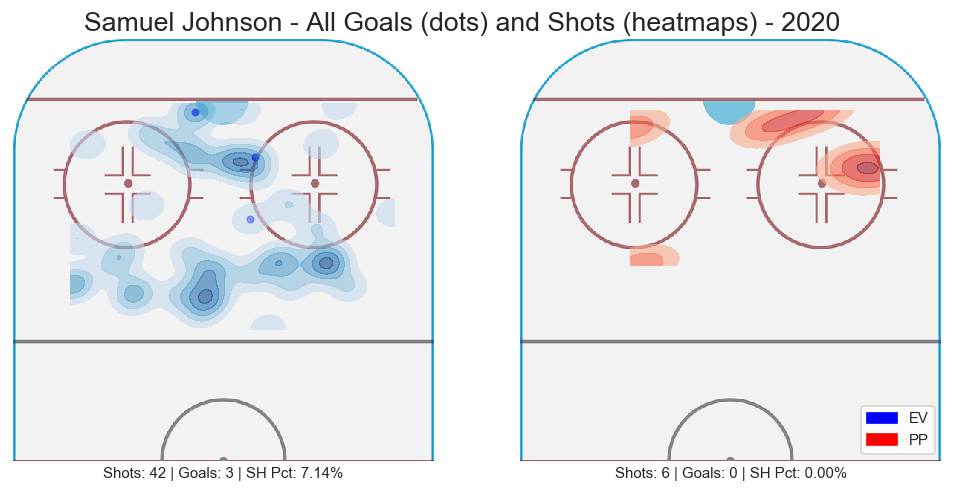 Samuel Johnson - All Goals (dots) and Shots (heatmaps) - 2020
EV
PP
Shots: 42 | Goals: 3 | SH Pct: 7.14%
Shots: 6 | Goals: 0 | SH Pct: 0.00%